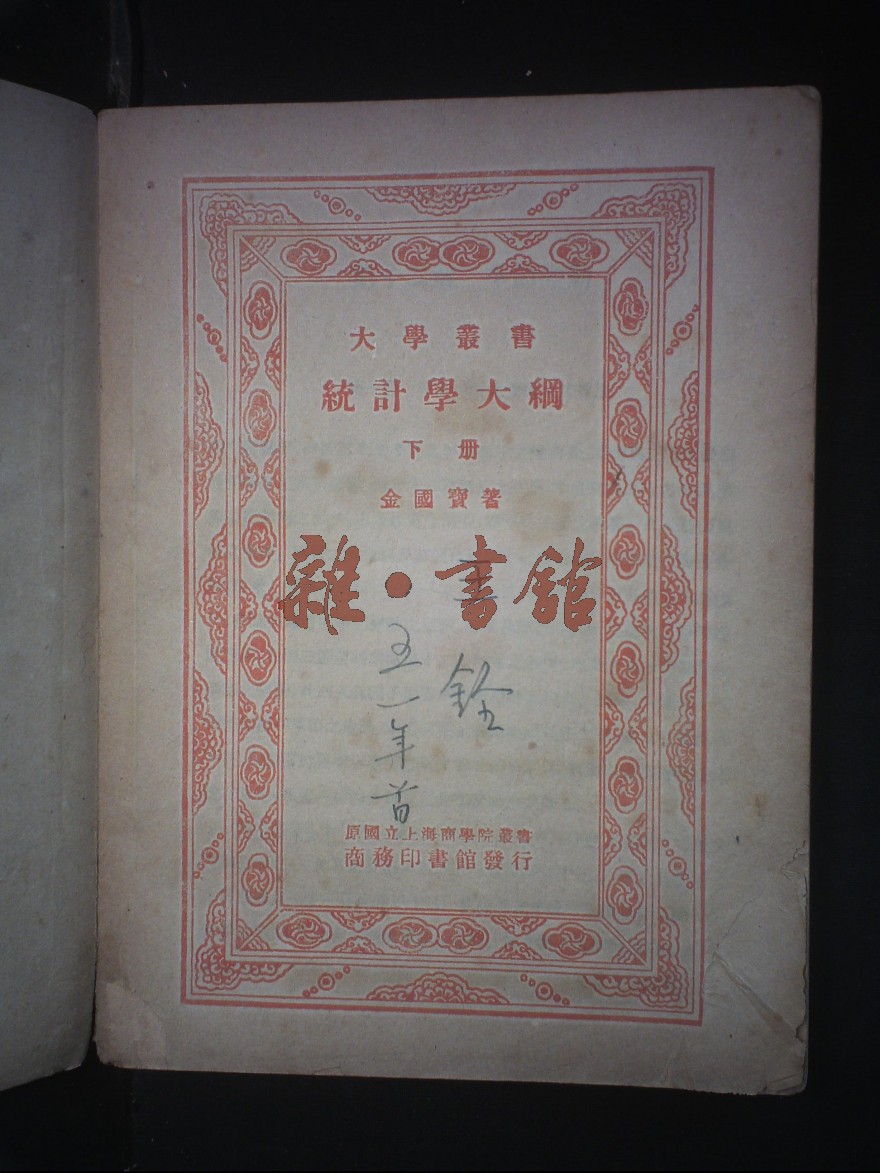 大學叢書
統計學大綱
下册
金國寶著
雜·書館
銓
五一年首
原國立上海商學院叢書
商務印書館發行